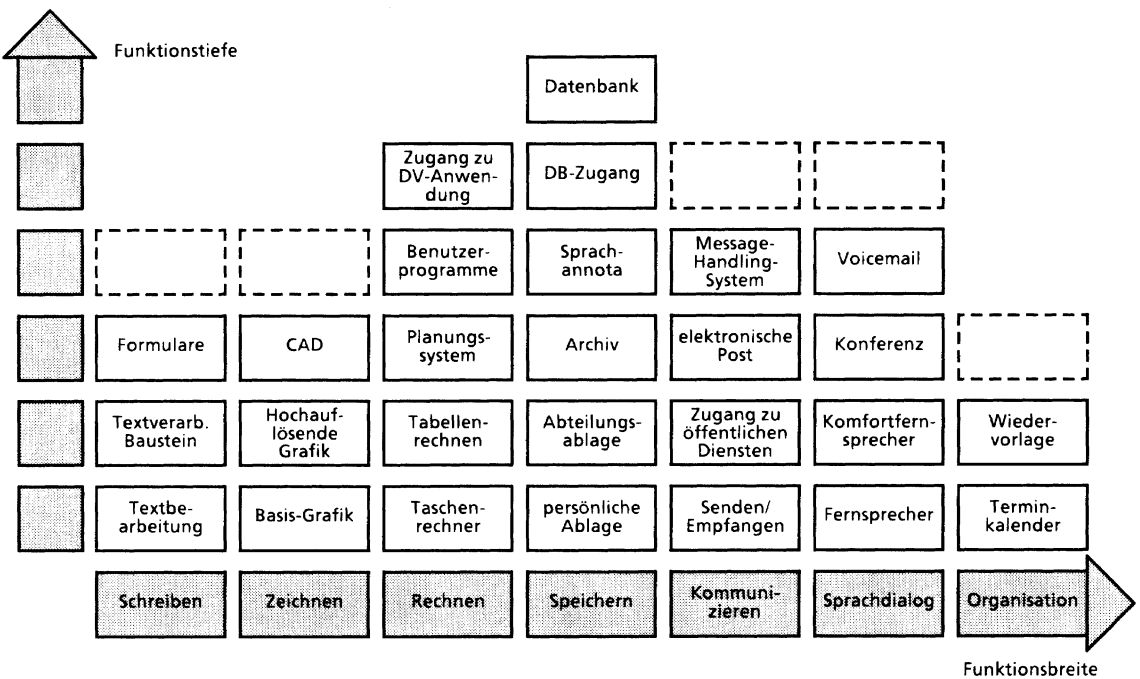 Funktionstiefe
Datenbank
Zugang zu
DV-Anwen-
dung
DB-Zugang
Benutzer-
programme
Sprach-
annota
Message-
Handling-
System
Voicemail
Formulare
CAD
Planungs-
system
Archiv
elektronische
Post
Konferenz
Textverarb.
Baustein
Hochauf-
lösende
Grafik
Tabellen-
rechnen
Abteilungs-
ablage
Zugang zu
öffentlichen
Diensten
Komfortfern-
sprecher
Wieder-
vorlage
Textbe-
arbeitung
Basis-Grafik
Taschen-
rechner
persönliche
Ablage
Senden/
Empfangen
Fernsprecher
Termin-
kalender
Schreiben
Zeichnen
Rechnen
Speichern
Kommuni-
zieren
Sprachdialog
Organisation
Funktionsbreite